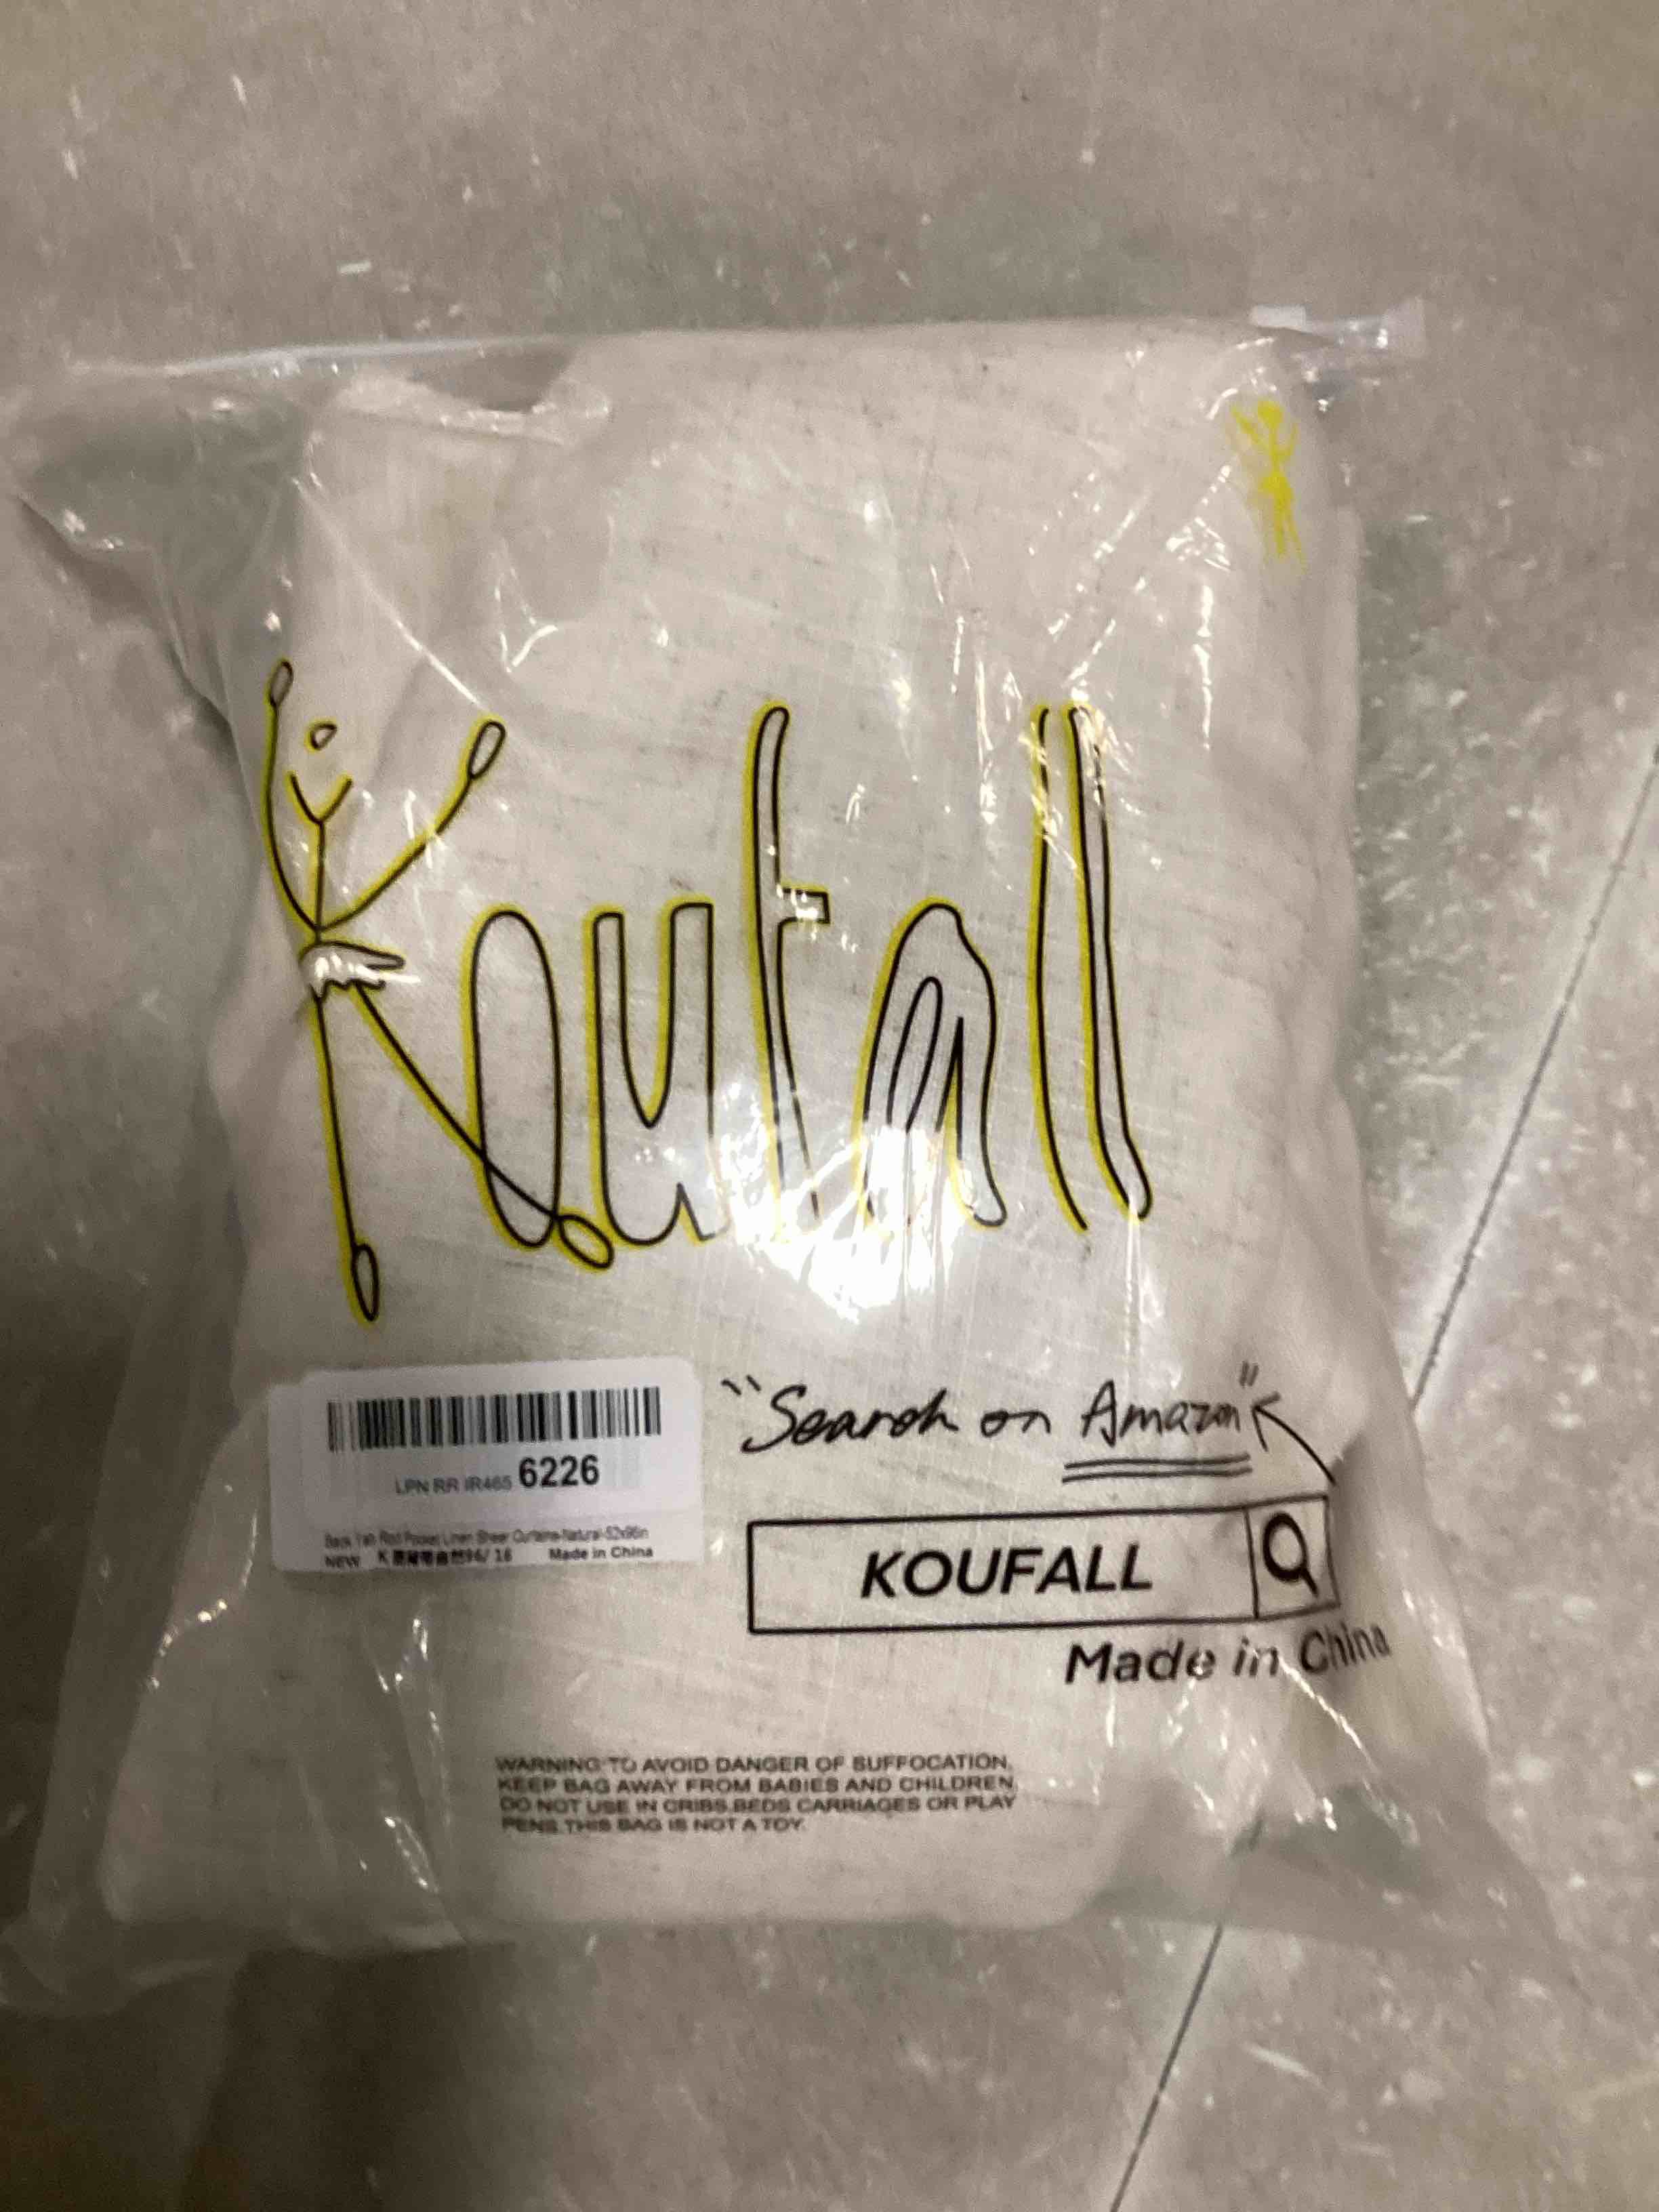 Koufall
"Search on Amazon"
KOUFALL
Made in China
LPN RR IR465 6226
Back Tab Rod Pocket Linen Sheer Curtains-Natural-52x96in
NEW K 96/ 16 Made in China
WARNING:TO AVOID DANGER OF SUFFOCATION,
KEEP BAG AWAY FROM BABIES AND CHILDREN,
DO NOT USE IN CRIBS,BEDS CARRIAGES OR PLAY
PENS.THIS BAG IS NOT A TOY.